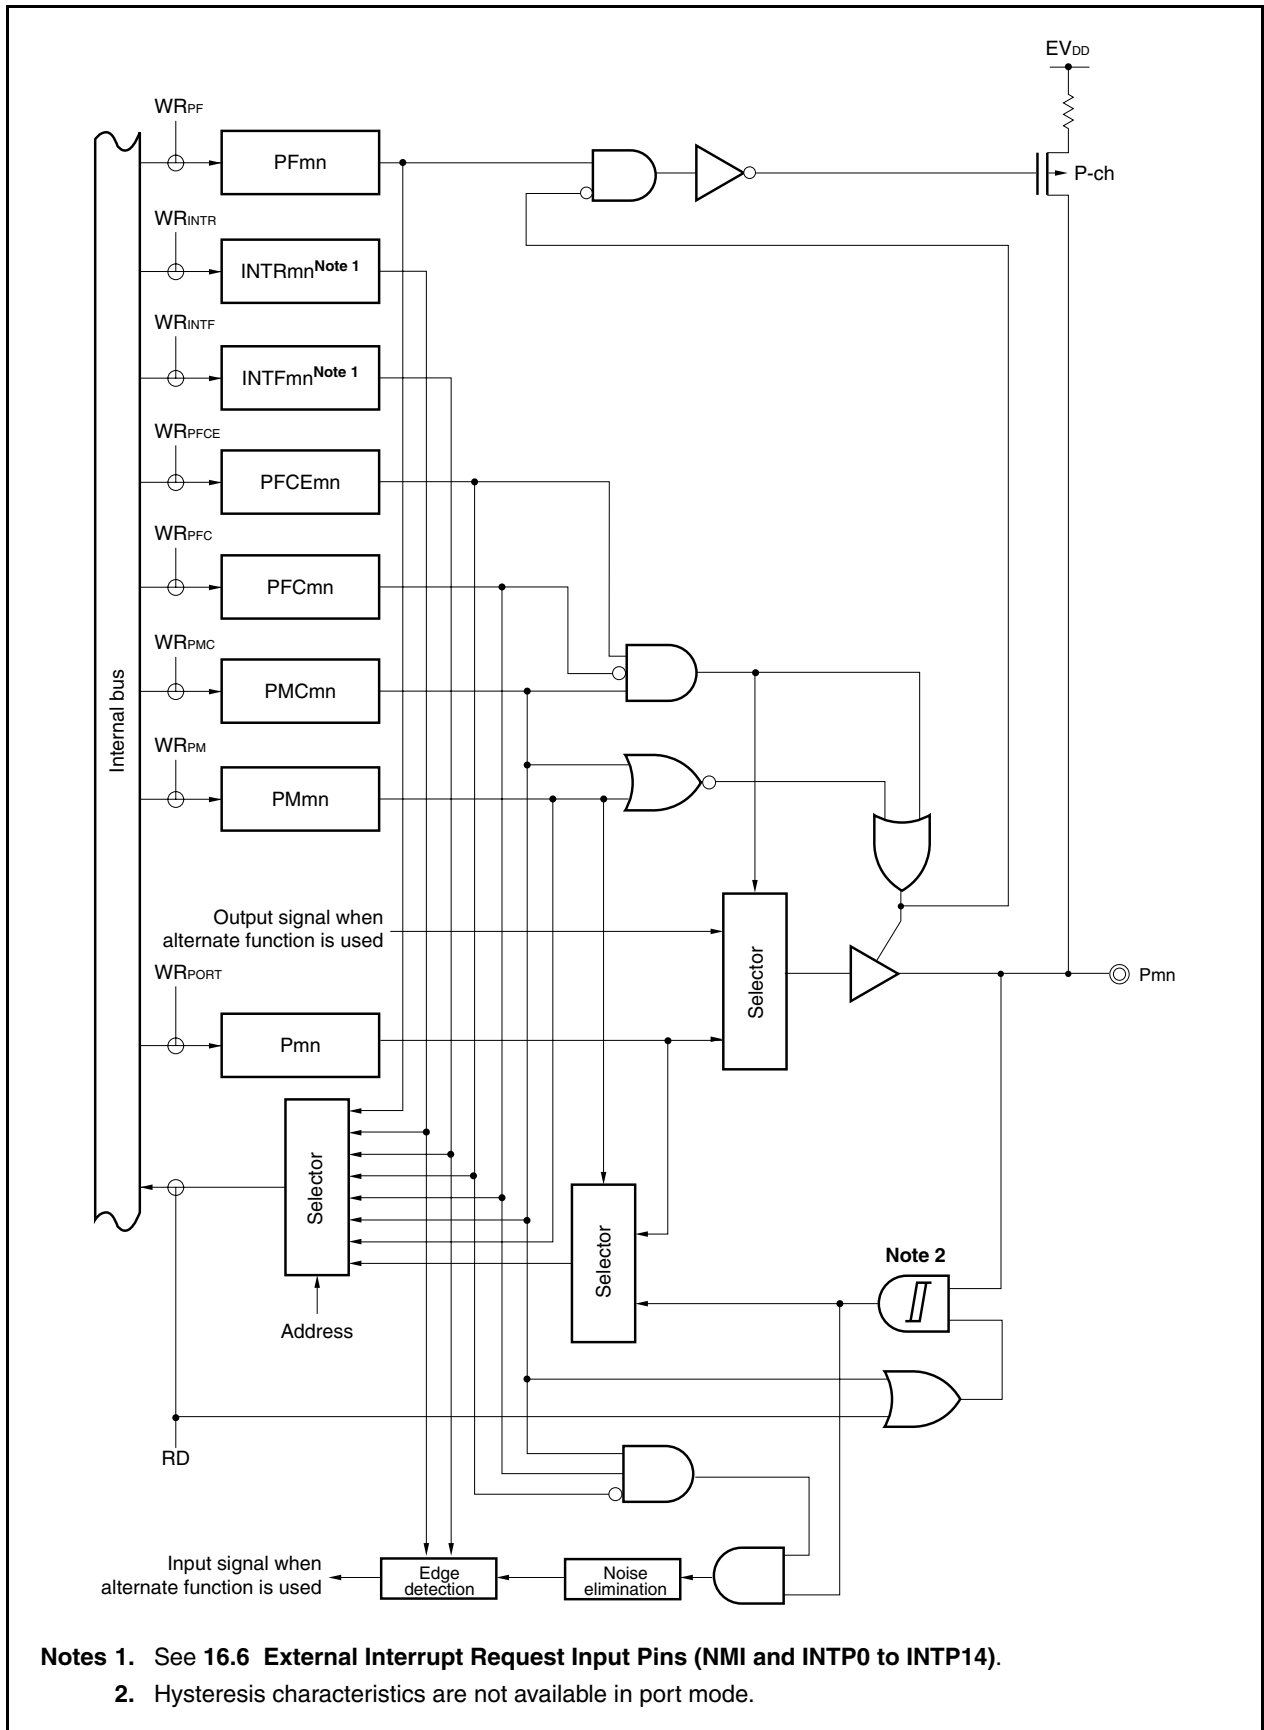 EVDD
WRPF
PFmn
P-ch
WRINTR
INTRmnNote 1
WRINTF
INTFmnNote 1
WRPFCE
PFCEmn
WRPFC
PFCmn
WRPMC
PMCmn
Internal bus
WRPM
PMmn
Output signal when
alternate function is used
Selector
WRPORT
Pmn
Pmn
Selector
Selector
Note 2
Address
RD
Input signal when
alternate function is used
Edge
detection
Noise
elimination
Notes 1. See 16.6 External Interrupt Request Input Pins (NMI and INTP0 to INTP14).
2. Hysteresis characteristics are not available in port mode.